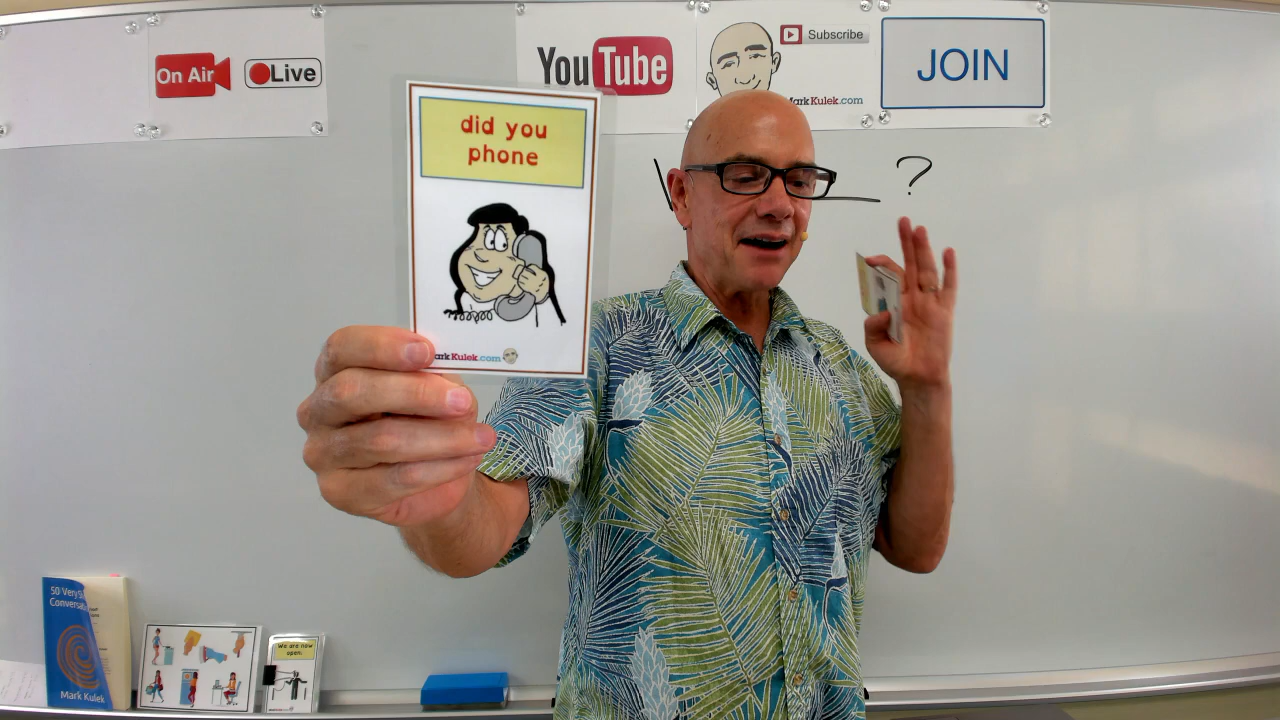 On Air
Live
YouTube
Subscribe
MarkKulek.com
JOIN
?
did you
phone
MarkKulek.com
50 Very
Mark Kulek
We are now
open.